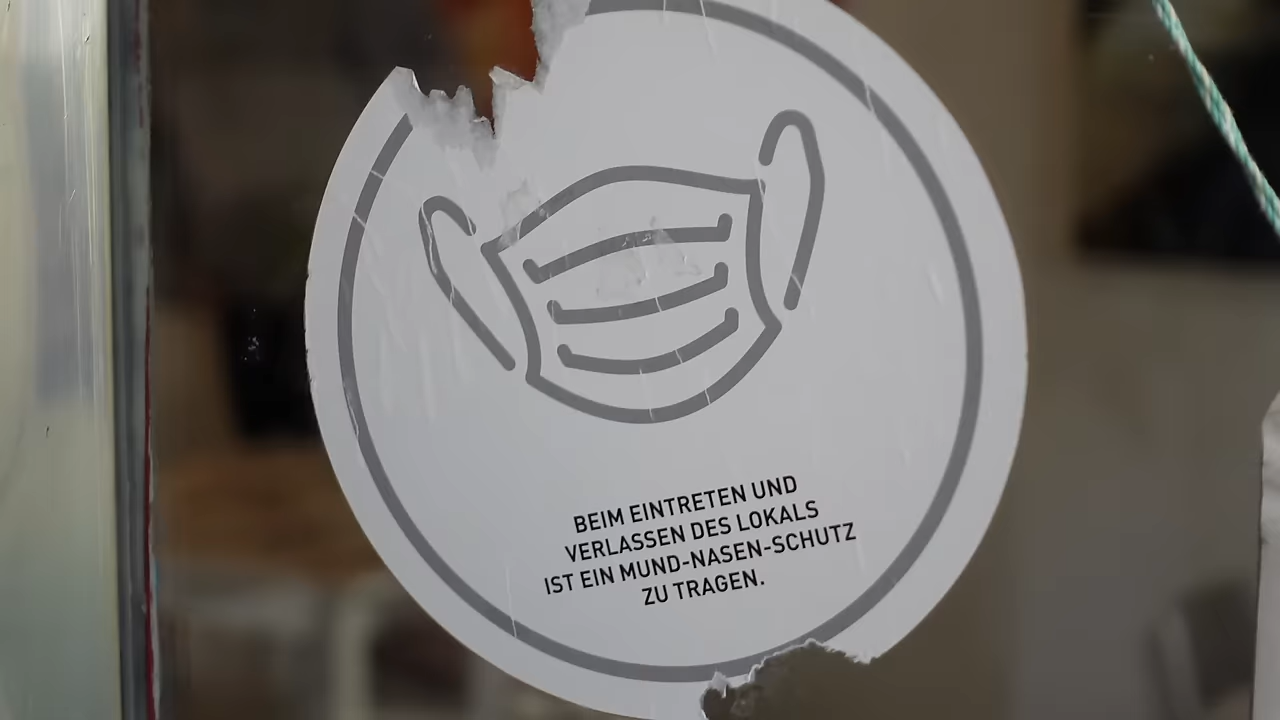 BEIM EINTRETEN UND
VERLASSEN DES LOKALS
IST EIN MUND-NASEN-SCHUTZ
ZU TRAGEN.